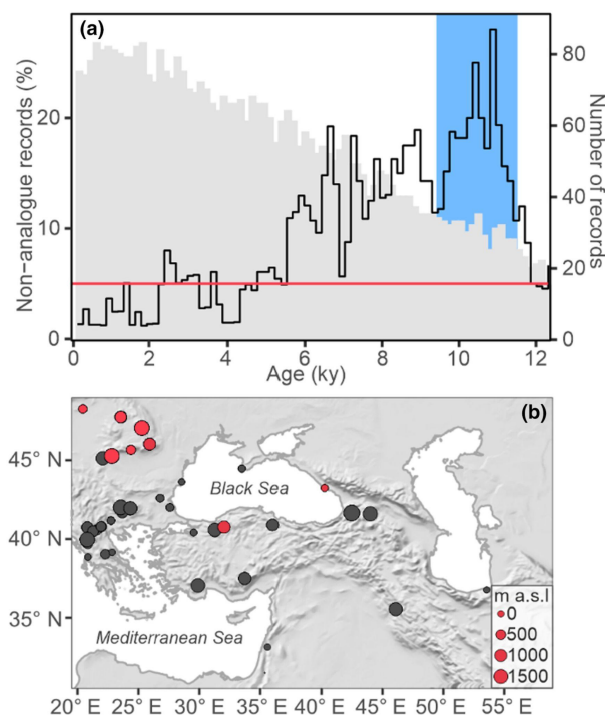 (a)
Non−analogue records (%)
0
10
20
Number of records
0
20
40
60
80
0 2 4 6 8 10 12
Age (ky)
(b)
45° N
40° N
35° N
Black Sea
Mediterranean Sea
m a.s.l
0
500
1000
1500
20° E 25° E 30° E 35° E 40° E 45° E 50° E 55° E